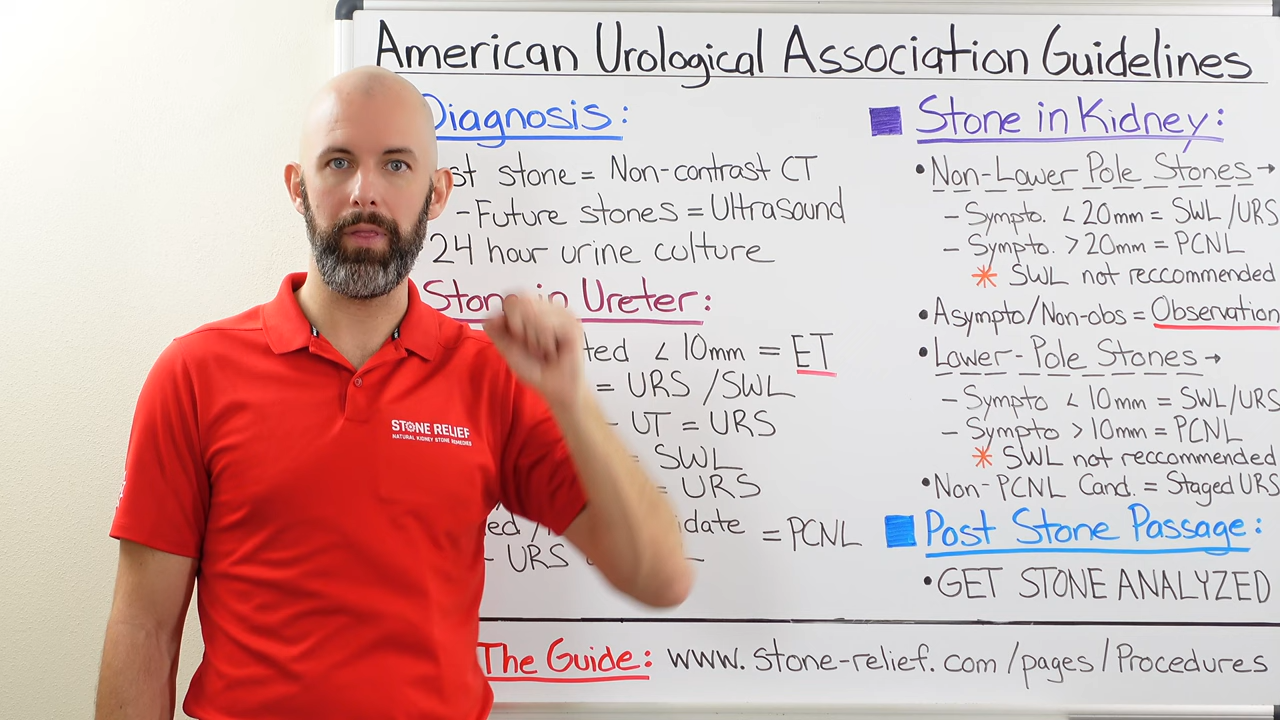 American Urological Association Guidelines
Diagnosis:
stone = Non-contrast CT
-Future stones = Ultrasound
24 hour urine culture
Stone in Ureter:
< 10mm = ET
= URS / SWL
UT = URS
= SWL
= URS
= PCNL
- URS
Stone in Kidney:
• Non-Lower Pole Stones →
- Sympto. < 20mm = SWL /URS
- Sympto. > 20mm = PCNL
* SWL not reccommended
• Asympto/Non-obs = Observation
• Lower-Pole Stones →
- Sympto < 10mm = SWL/URS
- Sympto > 10mm = PCNL
* SWL not reccommended
• Non-PCNL Cand. = Staged URS
Post Stone Passage:
• GET STONE ANALYZED
The Guide: www.stone-relief.com/pages/Procedures
STONE RELIEF
NATURAL KIDNEY STONE REMEDIES